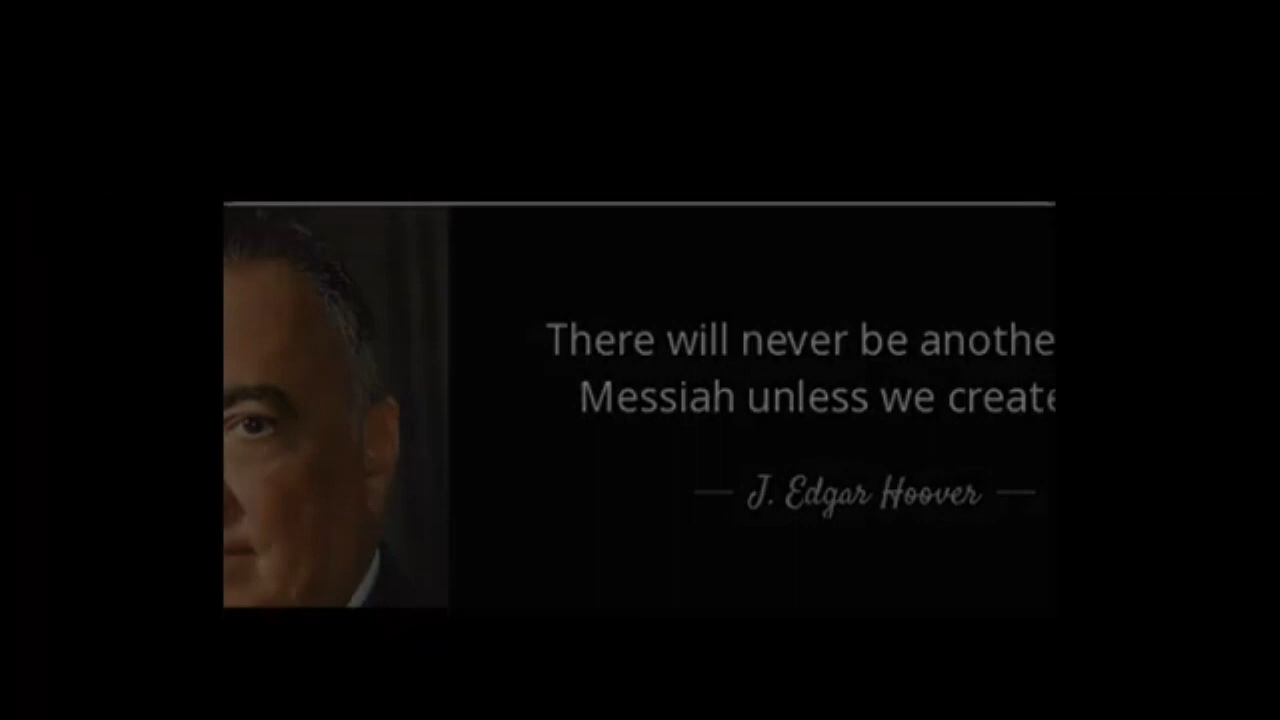 There will never be anothe
Messiah unless we create
— J. Edgar Hoover —